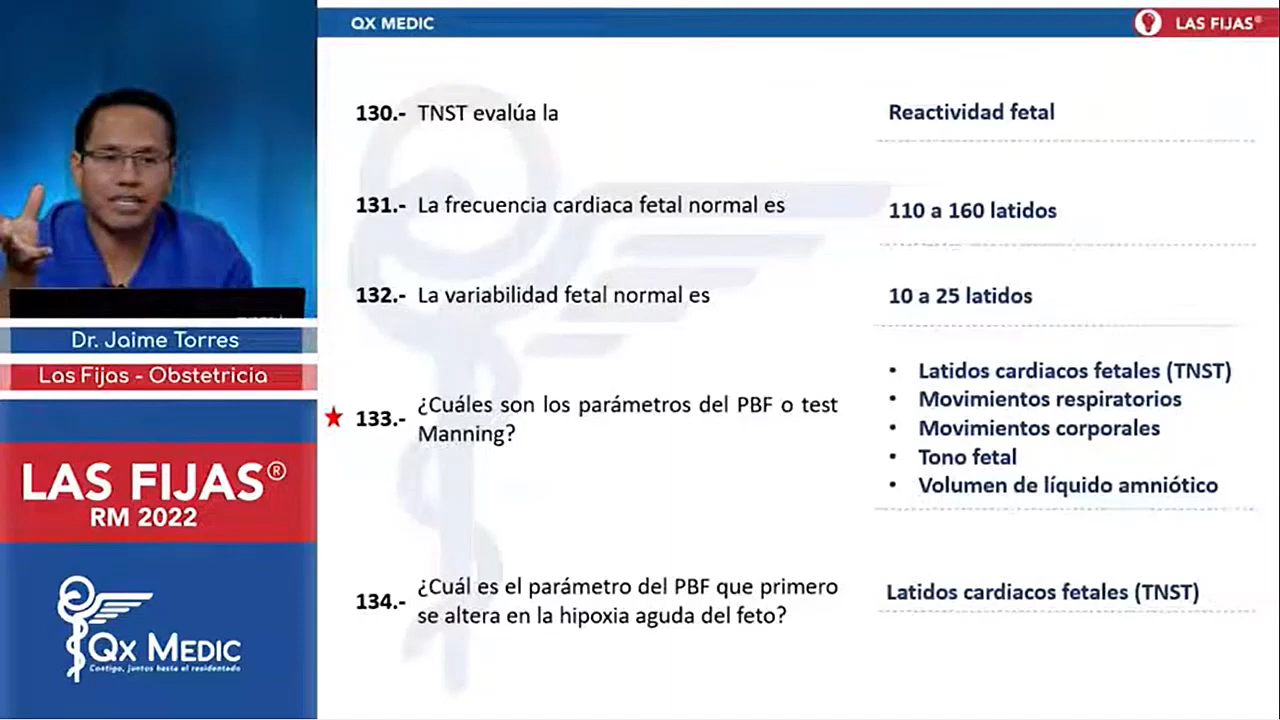 QX MEDIC
LAS FIJAS®
130.- TNST evalúa la
Reactividad fetal
131.- La frecuencia cardiaca fetal normal es
110 a 160 latidos
132.- La variabilidad fetal normal es
10 a 25 latidos
133.- ¿Cuáles son los parámetros del PBF o test
Manning?
• Latidos cardiacos fetales (TNST)
• Movimientos respiratorios
• Movimientos corporales
• Tono fetal
• Volumen de líquido amniótico
134.- ¿Cuál es el parámetro del PBF que primero
se altera en la hipoxia aguda del feto?
Latidos cardiacos fetales (TNST)
Dr. Jaime Torres
Las Fijas - Obstetricia
LAS FIJAS®
RM 2022
QX MEDIC
Contigo, juntos hasta el residentado